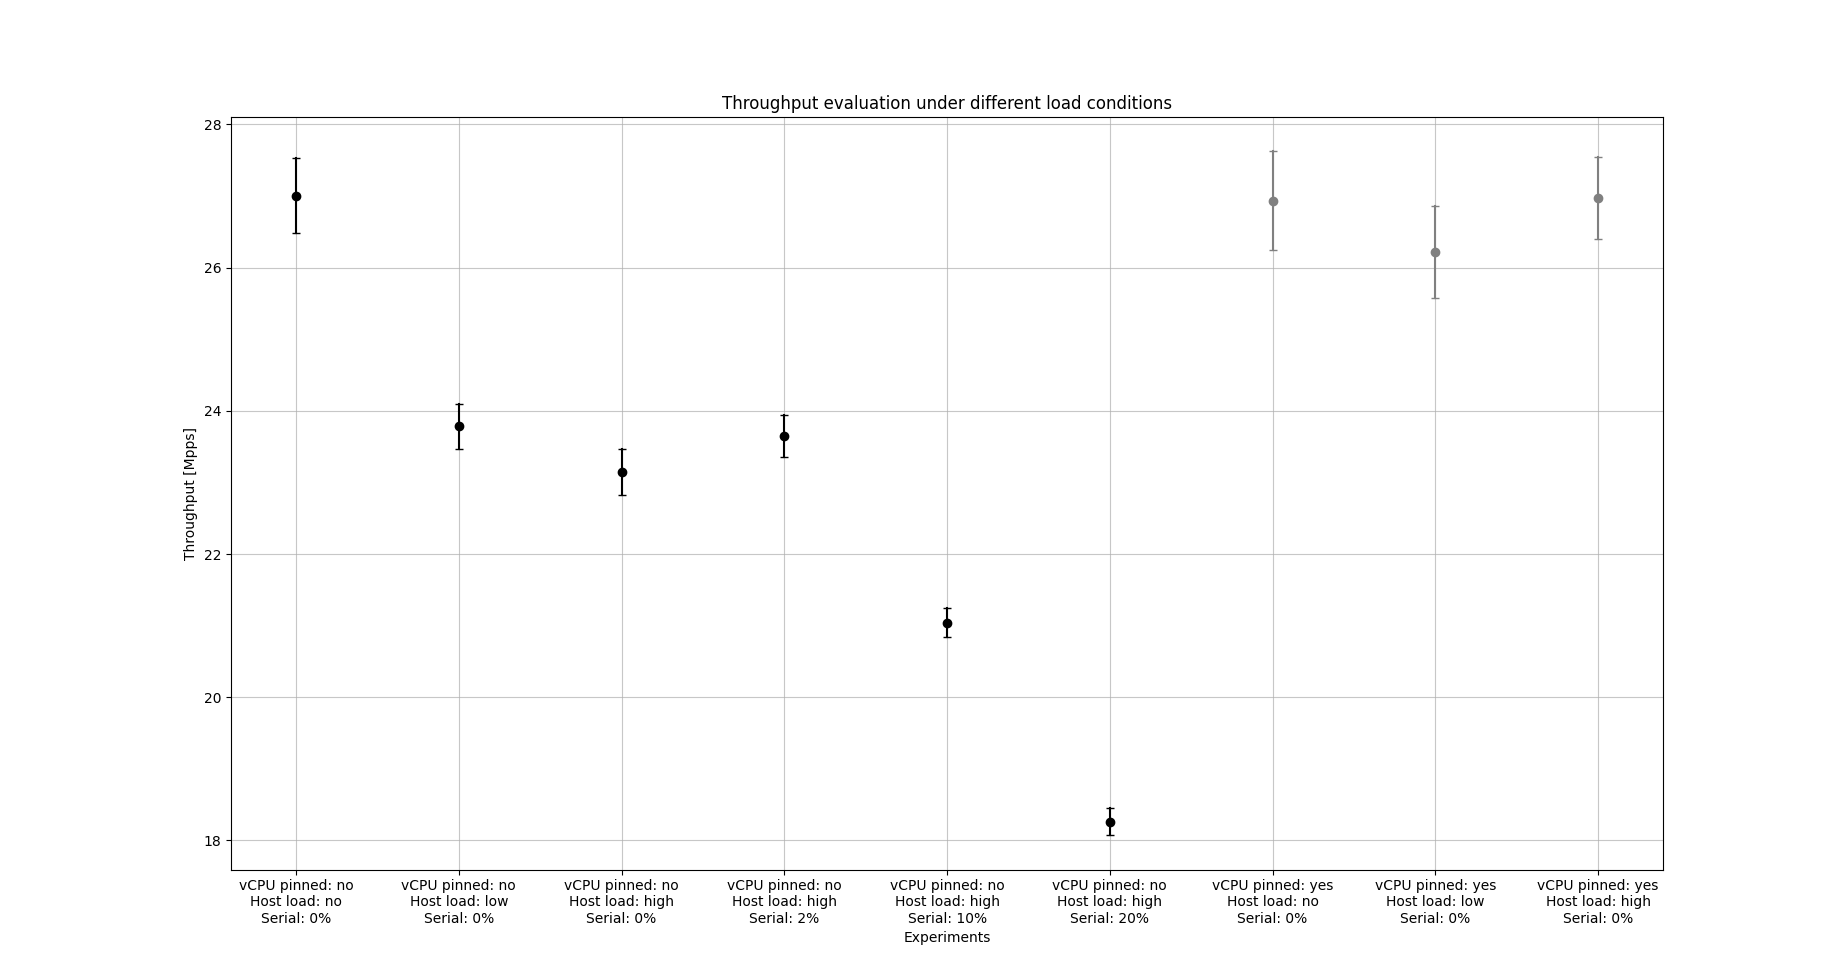 Throughput evaluation under different load conditions
Throughput [Mpps]
28
26
24
22
20
18
vCPU pinned: no
Host load: no
Serial: 0%
vCPU pinned: no
Host load: low
Serial: 0%
vCPU pinned: no
Host load: high
Serial: 0%
vCPU pinned: no
Host load: high
Serial: 2%
vCPU pinned: no
Host load: high
Serial: 10%
vCPU pinned: no
Host load: high
Serial: 20%
vCPU pinned: yes
Host load: no
Serial: 0%
vCPU pinned: yes
Host load: low
Serial: 0%
vCPU pinned: yes
Host load: high
Serial: 0%
Experiments